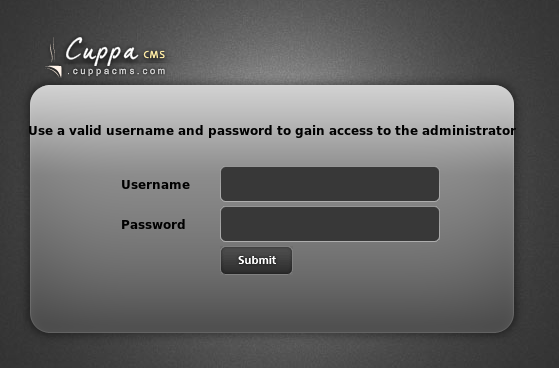 Cuppa CMS
.cuppacms.com
Use a valid username and password to gain access to the administrator
Username
Password
Submit